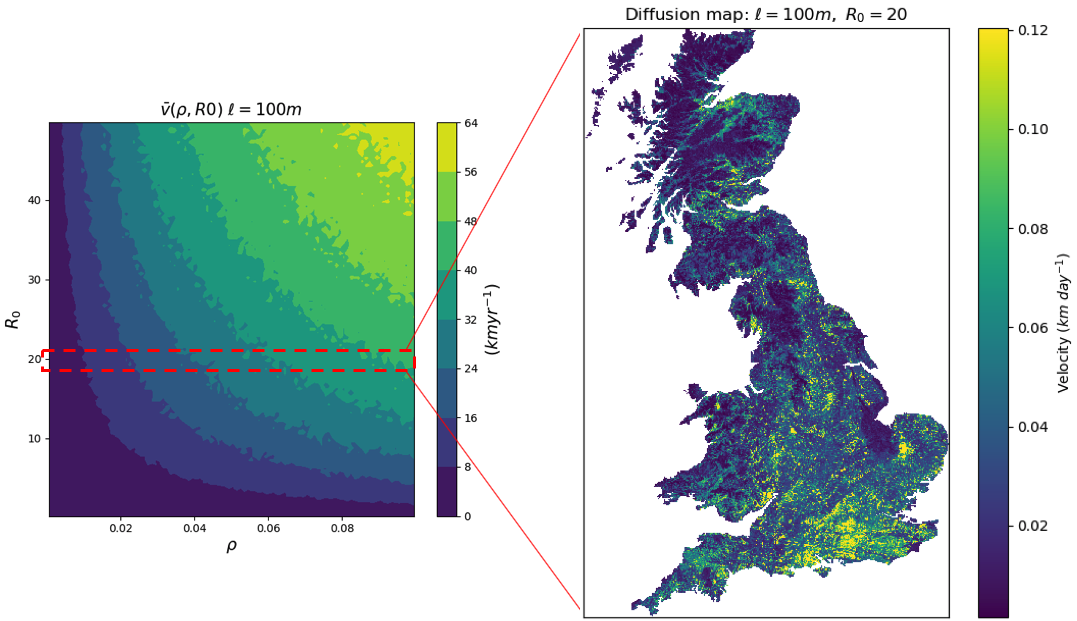 v̄(ρ, R0) ℓ = 100m
40
30
20
10
R₀
0.02 0.04 0.06 0.08
ρ
64
56
48
40
32
24
16
8
0
(kmyr⁻¹)
Diffusion map: ℓ = 100m, R₀ = 20
0.12
0.10
0.08
0.06
0.04
0.02
Velocity (km day⁻¹)